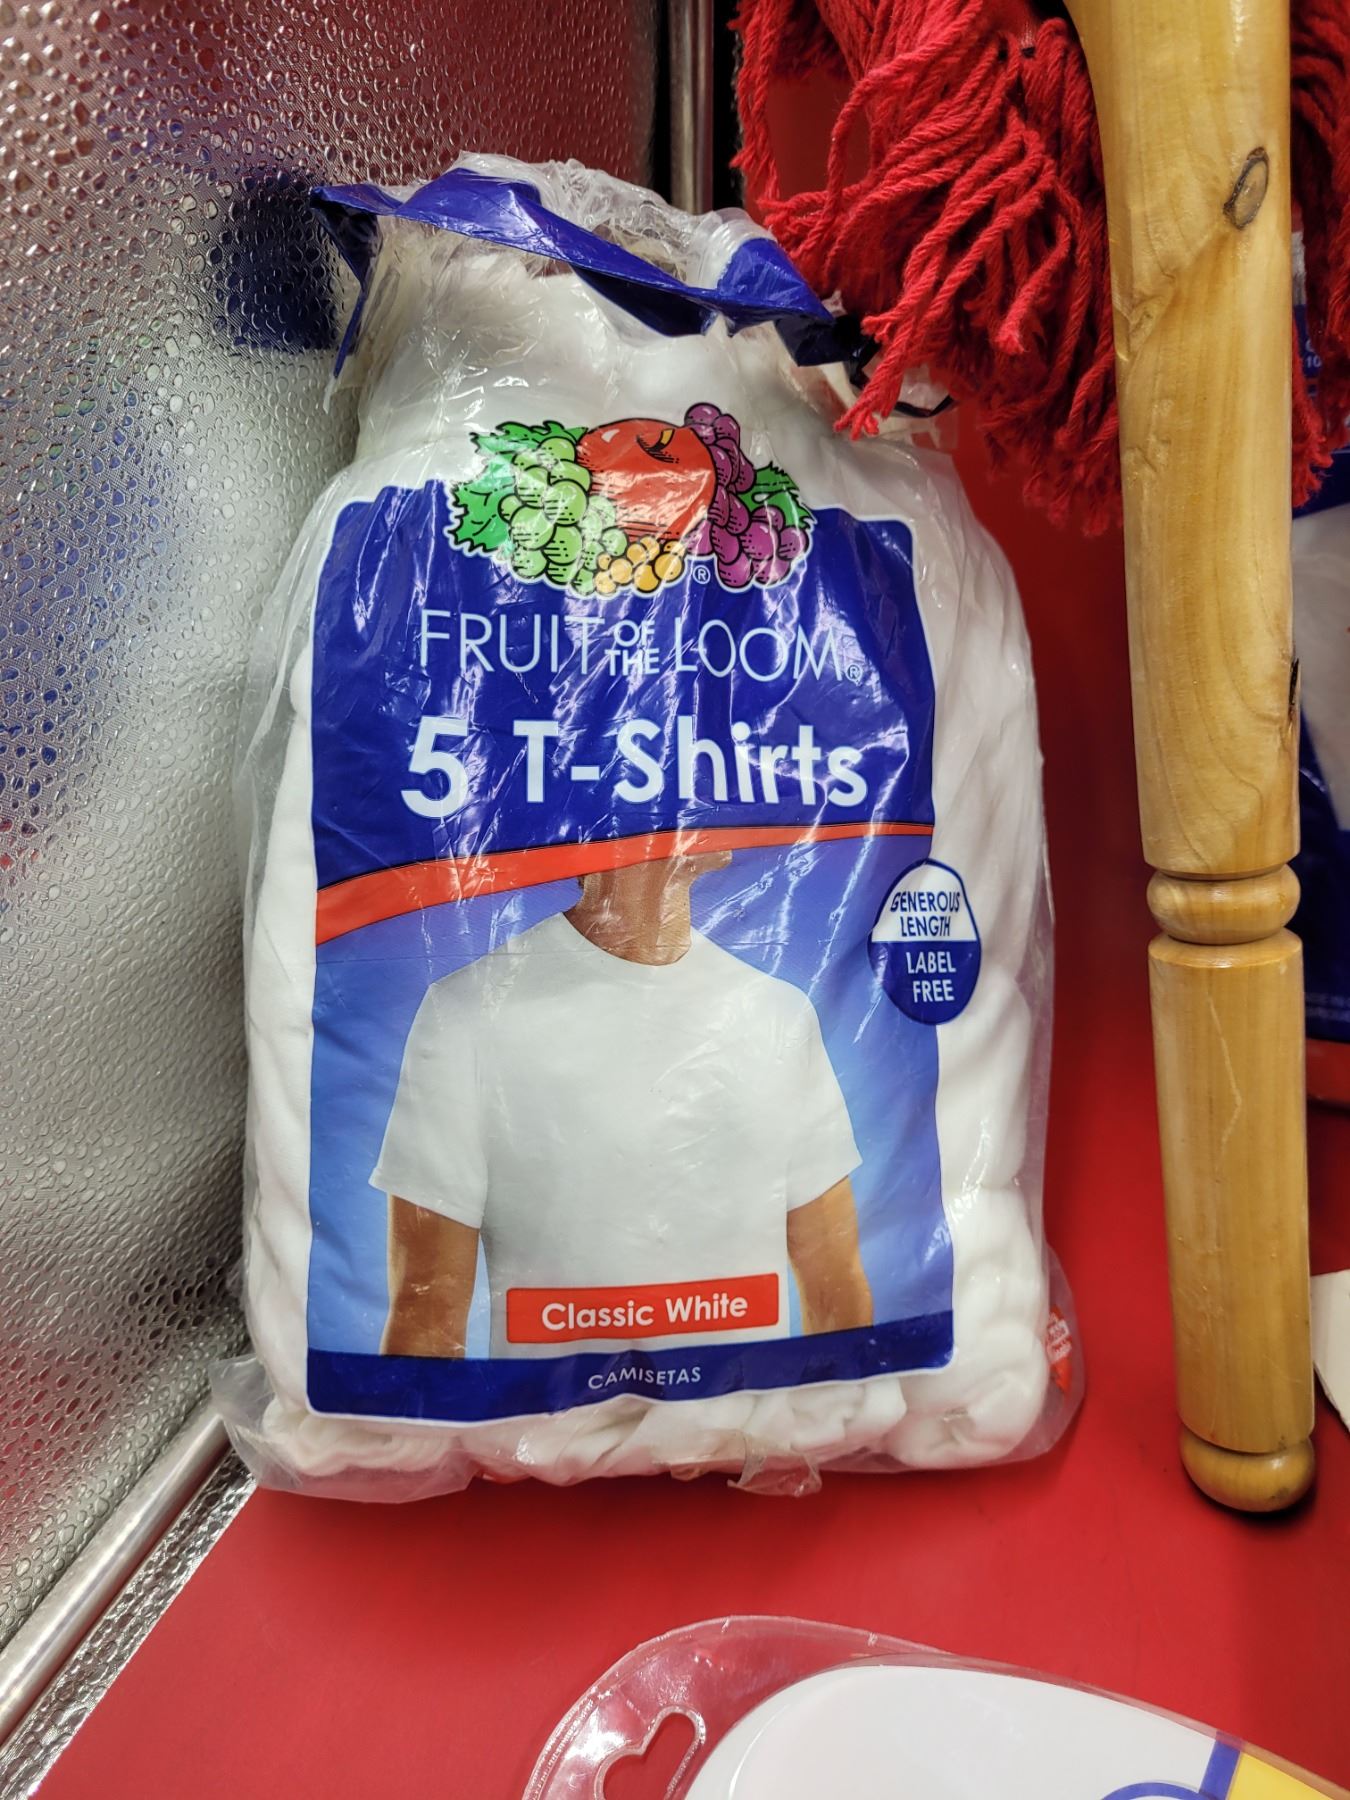 ®
FRUIT OF THE LOOM®
5 T-Shirts
GENEROUS
LENGTH
LABEL
FREE
Classic White
CAMISETAS